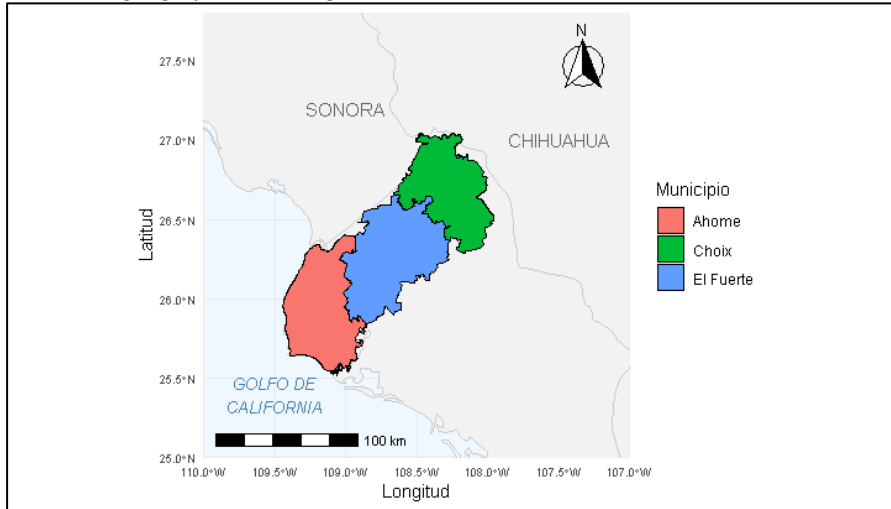 N
27.5°N
SONORA
27.0°N
CHIHUAHUA
Municipio
26.5°N
Ahome
Latitud
Choix
El Fuerte
26.0°N
25.5°N
GOLFO DE
CALIFORNIA
100 km
25.0°N
110.0°W 109.5°W 109.0°W 108.5°W 108.0°W 107.5°W 107.0°W
Longitud